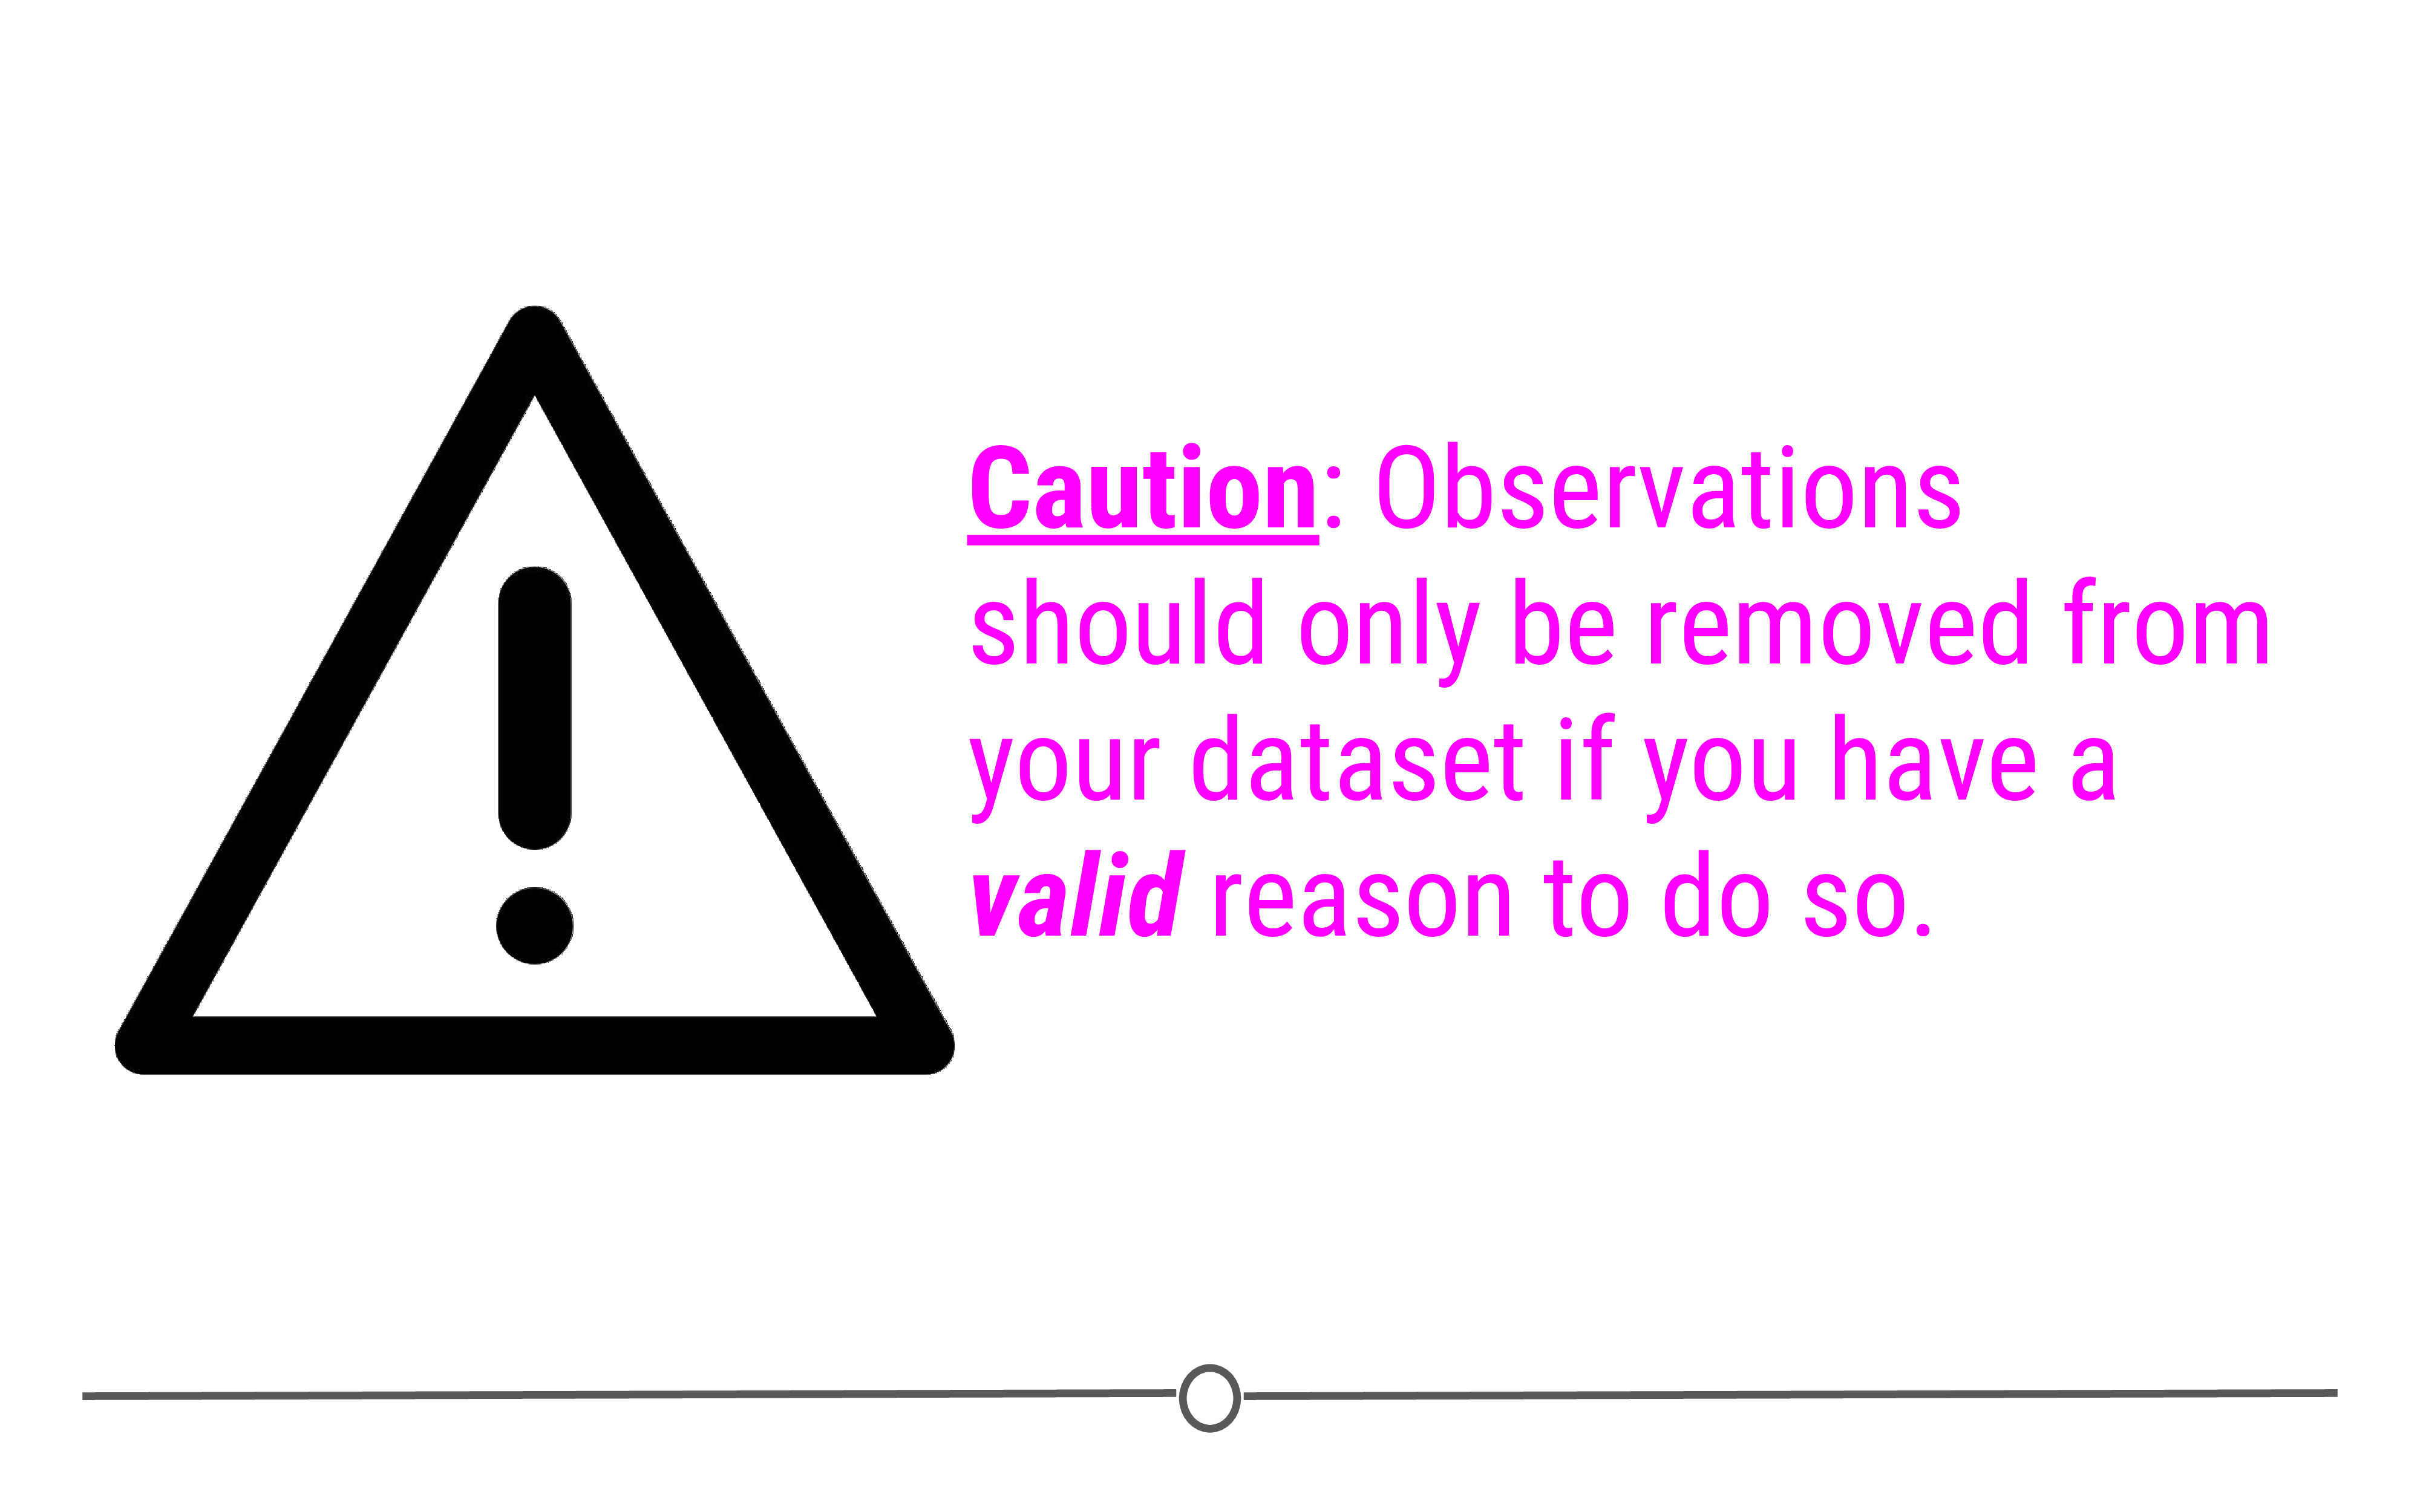 Caution: Observations
should only be removed from
your dataset if you have a
valid reason to do so.